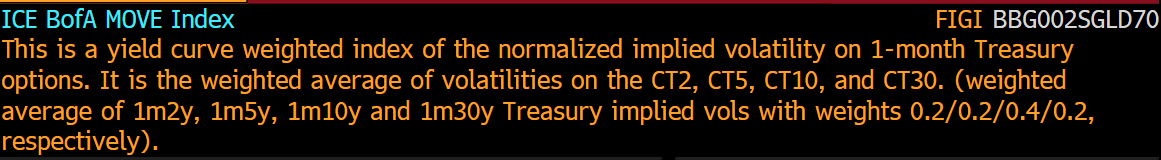 ICE BofA MOVE Index FIGI BBG002SGLD70
This is a yield curve weighted index of the normalized implied volatility on 1-month Treasury
options. It is the weighted average of volatilities on the CT2, CT5, CT10, and CT30. (weighted
average of 1m2y, 1m5y, 1m10y and 1m30y Treasury implied vols with weights 0.2/0.2/0.4/0.2,
respectively).